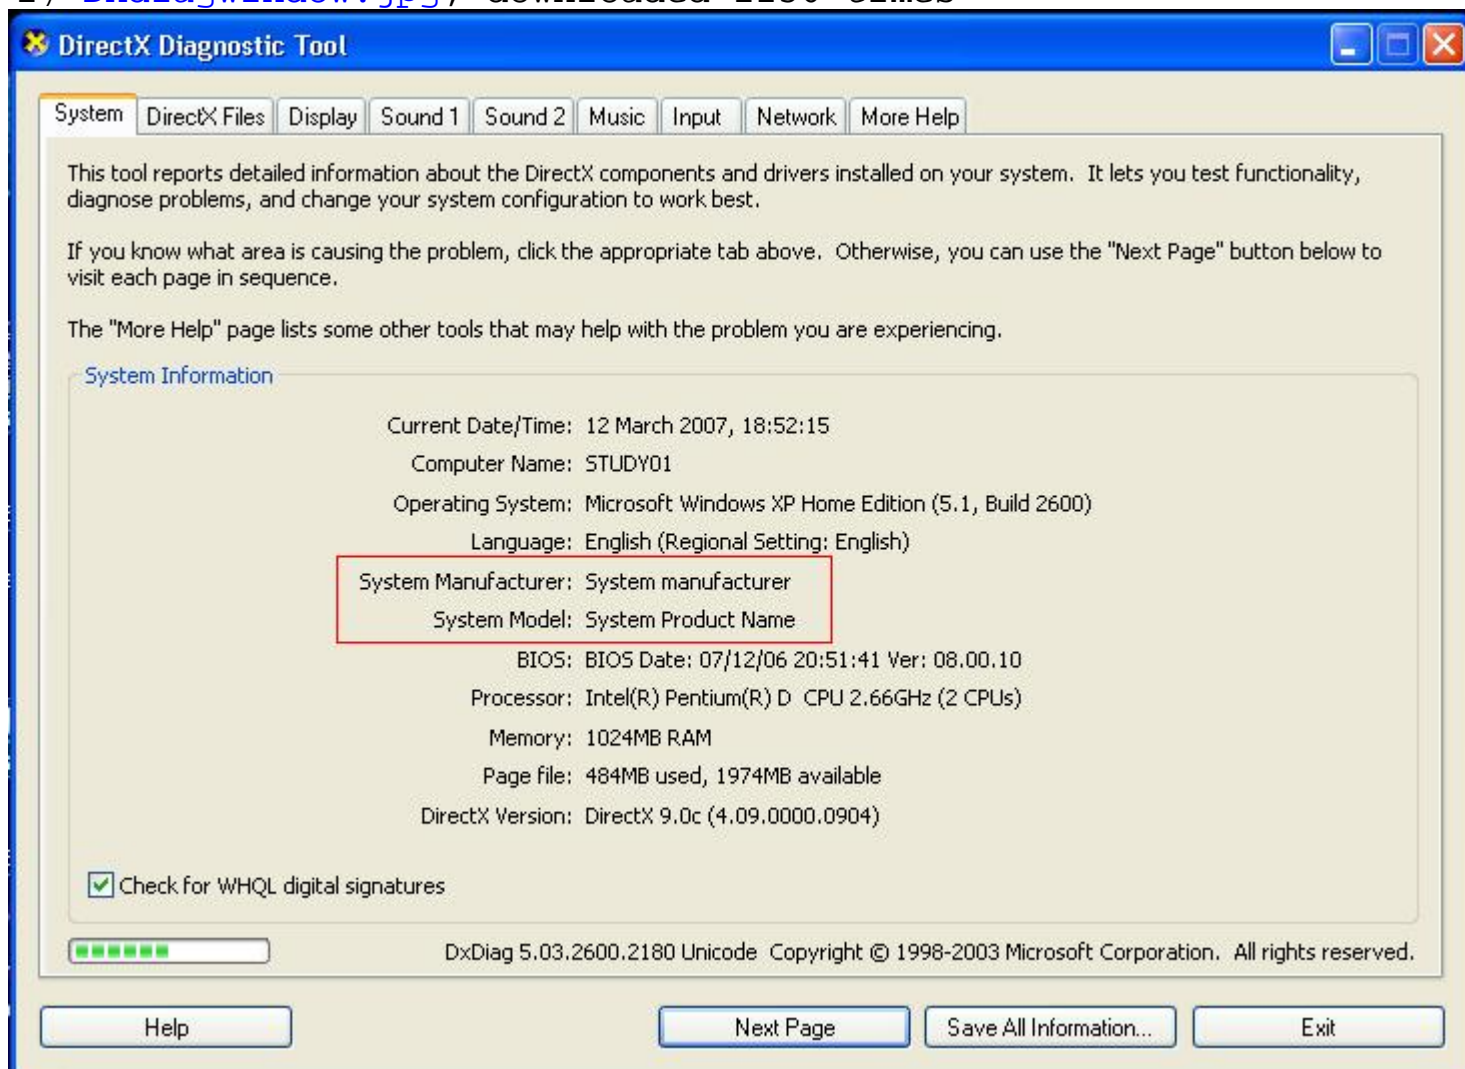 DirectX Diagnostic Tool
System DirectX Files Display Sound 1 Sound 2 Music Input Network More Help
This tool reports detailed information about the DirectX components and drivers installed on your system. It lets you test functionality,
diagnose problems, and change your system configuration to work best.
If you know what area is causing the problem, click the appropriate tab above. Otherwise, you can use the "Next Page" button below to
visit each page in sequence.
The "More Help" page lists some other tools that may help with the problem you are experiencing.
System Information
Current Date/Time: 12 March 2007, 18:52:15
Computer Name: STUDY01
Operating System: Microsoft Windows XP Home Edition (5.1, Build 2600)
Language: English (Regional Setting: English)
System Manufacturer: System manufacturer
System Model: System Product Name
BIOS: BIOS Date: 07/12/06 20:51:41 Ver: 08.00.10
Processor: Intel(R) Pentium(R) D CPU 2.66GHz (2 CPUs)
Memory: 1024MB RAM
Page file: 484MB used, 1974MB available
DirectX Version: DirectX 9.0c (4.09.0000.0904)
Check for WHQL digital signatures
DxDiag 5.03.2600.2180 Unicode Copyright © 1998-2003 Microsoft Corporation. All rights reserved.
Help Next Page Save All Information... Exit